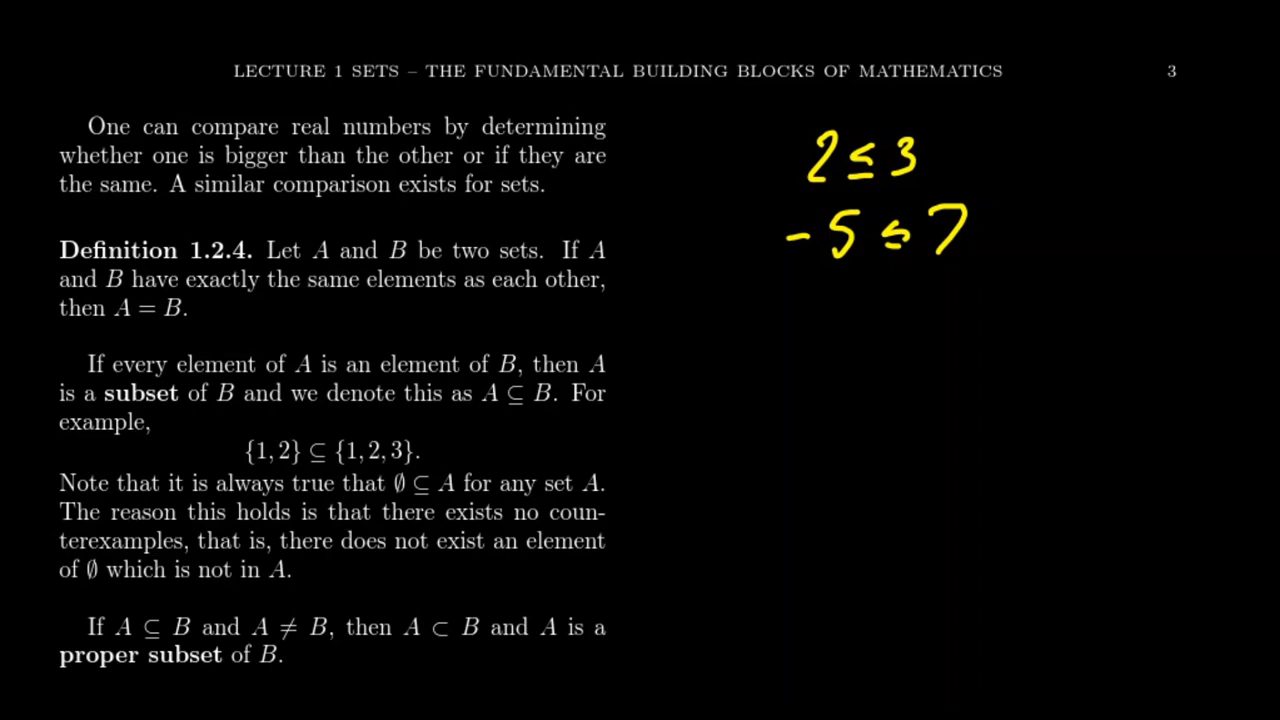 LECTURE 1 SETS – THE FUNDAMENTAL BUILDING BLOCKS OF MATHEMATICS 3
One can compare real numbers by determining
whether one is bigger than the other or if they are
the same. A similar comparison exists for sets.
Definition 1.2.4. Let A and B be two sets. If A
and B have exactly the same elements as each other,
then A = B.
If every element of A is an element of B, then A
is a subset of B and we denote this as A ⊆ B. For
example,
{1, 2} ⊆ {1, 2, 3}.
Note that it is always true that ∅ ⊆ A for any set A.
The reason this holds is that there exists no coun-
terexamples, that is, there does not exist an element
of ∅ which is not in A.
If A ⊆ B and A ≠ B, then A ⊂ B and A is a
proper subset of B.
2 ≤ 3
-5 ≤ 7